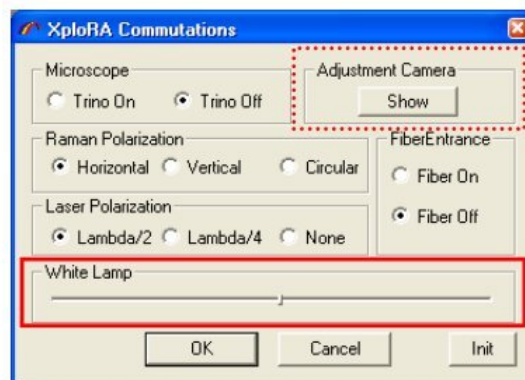 XploRA Commutations
Microscope
Trino On Trino Off
Adjustment Camera
Show
Raman Polarization
Horizontal Vertical Circular
FiberEntrance
Fiber On
Fiber Off
Laser Polarization
Lambda/2 Lambda/4 None
White Lamp
OK Cancel Init